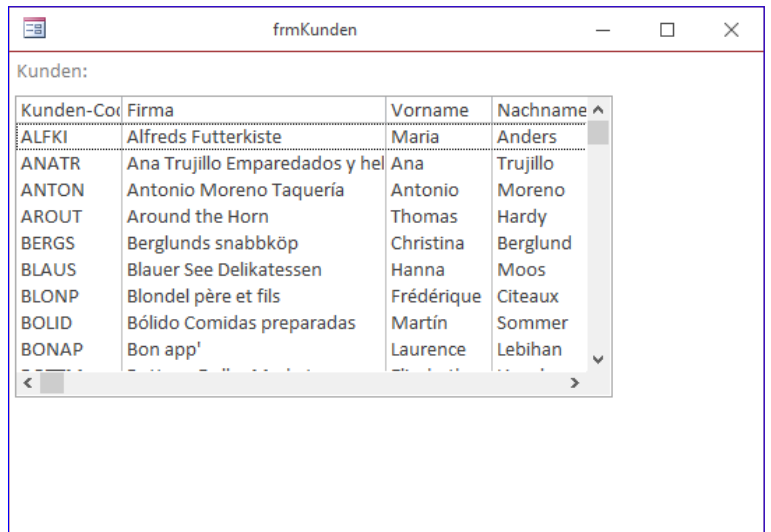 frmKunden
Kunden:
Kunden-Coc Firma Vorname Nachname
ALFKI Alfreds Futterkiste Maria Anders
ANATR Ana Trujillo Emparedados y hel Ana Trujillo
ANTON Antonio Moreno Taquería Antonio Moreno
AROUT Around the Horn Thomas Hardy
BERGS Berglunds snabbköp Christina Berglund
BLAUS Blauer See Delikatessen Hanna Moos
BLONP Blondel père et fils Frédérique Citeaux
BOLID Bólido Comidas preparadas Martín Sommer
BONAP Bon app' Laurence Lebihan